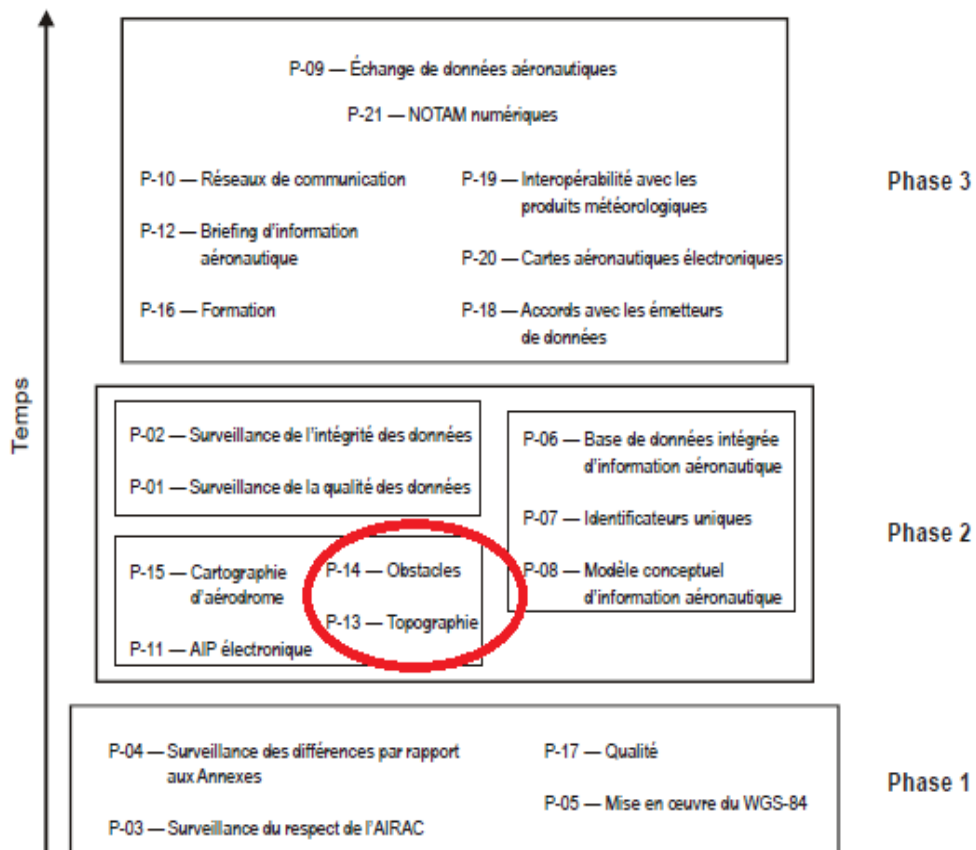 P-09 — Échange de données aéronautiques
P-21 — NOTAM numériques
P-10 — Réseaux de communication
P-12 — Briefing d'information
aéronautique
P-16 — Formation
P-19 — Interopérabilité avec les
produits météorologiques
P-20 — Cartes aéronautiques électroniques
P-18 — Accords avec les émetteurs
de données
Phase 3
Temps
P-02 — Surveillance de l'intégrité des données
P-01 — Surveillance de la qualité des données
P-15 — Cartographie
d'aérodrome
P-11 — AIP électronique
P-14 — Obstacles
P-13 — Topographie
P-06 — Base de données intégrée
d'information aéronautique
P-07 — Identificateurs uniques
P-08 — Modèle conceptuel
d'information aéronautique
Phase 2
P-04 — Surveillance des différences par rapport
aux Annexes
P-03 — Surveillance du respect de l'AIRAC
P-17 — Qualité
P-05 — Mise en œuvre du WGS-84
Phase 1